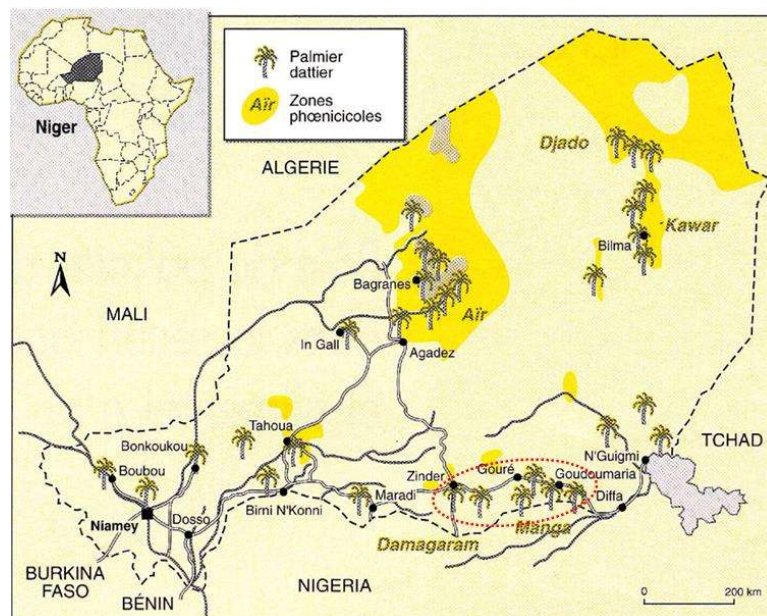 Niger
Palmier
dattier
Aïr
Zones
phœnicicoles
ALGERIE
Djado
Kawar
Bilma
N
MALI
Bagranes
Aïr
In Gall
Agadez
Tahoua
Bonkoukou
Boubou
N'Guigmi
TCHAD
Zinder
Gouré
Goudoumaria
Maradi
Diffa
Birni N'Konni
Niamey
Dosso
Damagaram
Manga
BURKINA
FASO
BÉNIN
NIGERIA
0
200 km